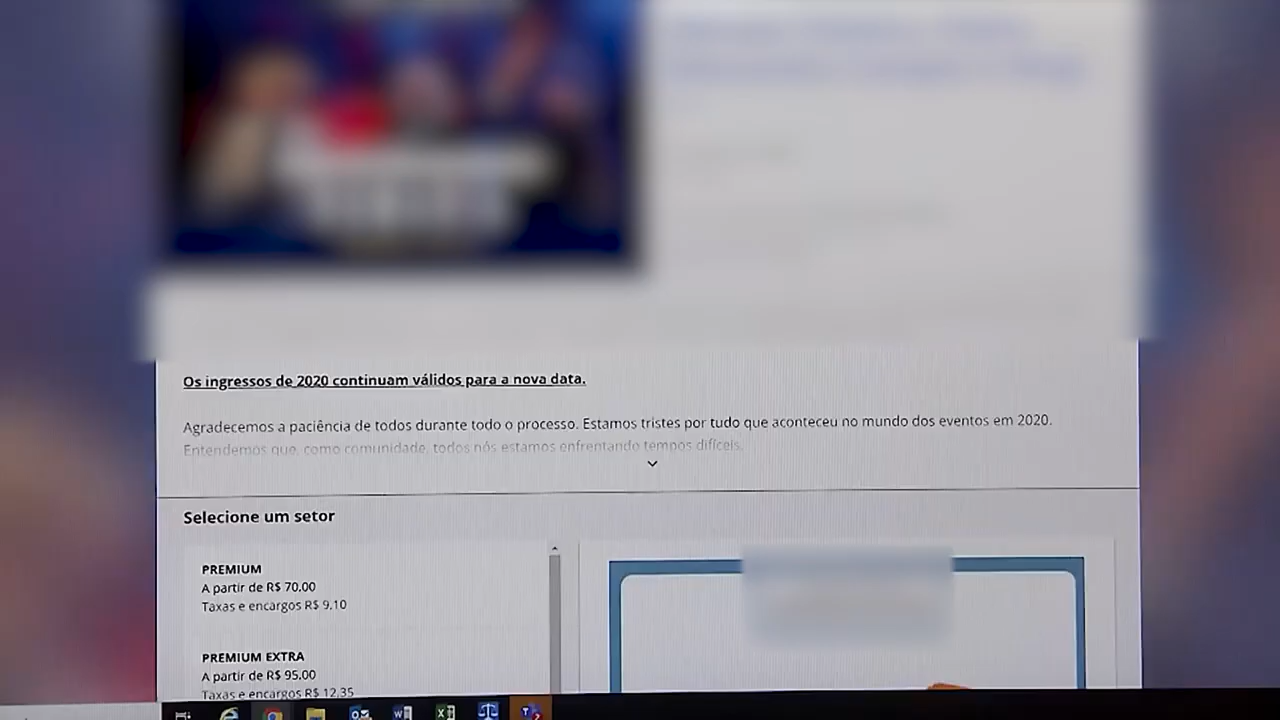 Os ingressos de 2020 continuam válidos para a nova data.
Agradecemos a paciência de todos durante todo o processo. Estamos tristes por tudo que aconteceu no mundo dos eventos em 2020.
Entendemos que, como comunidade, todos nós estamos enfrentando tempos difíceis.
Selecione um setor
PREMIUM
A partir de R$ 70.00
Taxas e encargos R$ 9.10
PREMIUM EXTRA
A partir de R$ 95.00
Taxas e encargos R$ 12.35